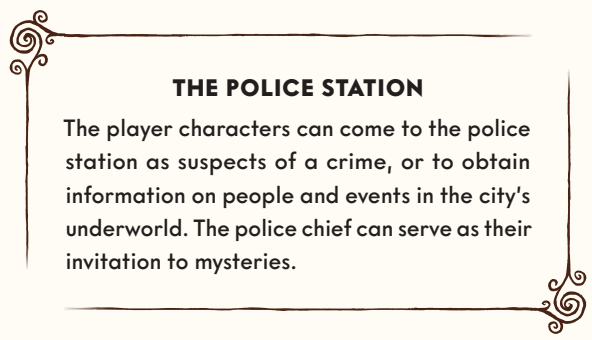 THE POLICE STATION
The player characters can come to the police
station as suspects of a crime, or to obtain
information on people and events in the city's
underworld. The police chief can serve as their
invitation to mysteries.